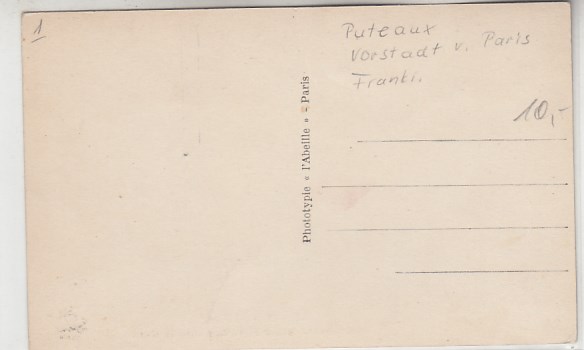 1
Puteaux
Vorstadt v. Paris
Frankr.
10,-
Phototypie « l'Abeille » - Paris